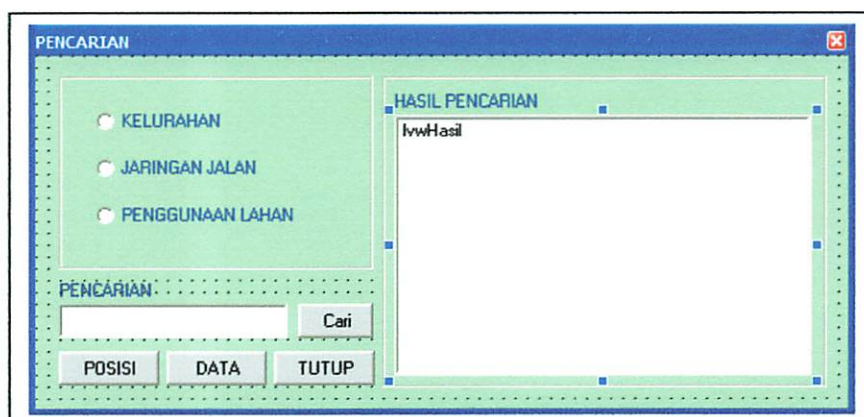 PENCARIAN
KELURAHAN
JARINGAN JALAN
PENGGUNAAN LAHAN
PENCARIAN
Cari
POSISI DATA TUTUP
HASIL PENCARIAN
lvwHasil